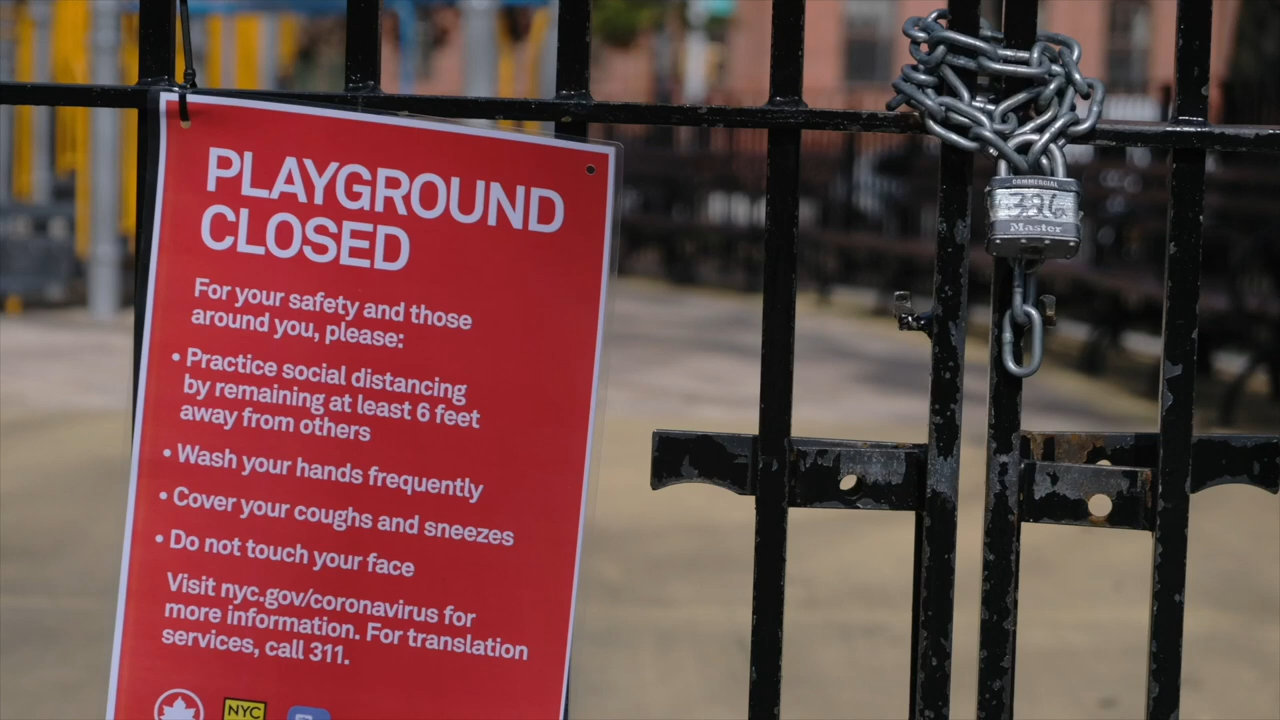 PLAYGROUND
CLOSED
For your safety and those
around you, please:
• Practice social distancing
by remaining at least 6 feet
away from others
• Wash your hands frequently
• Cover your coughs and sneezes
• Do not touch your face
Visit nyc.gov/coronavirus for
more information. For translation
services, call 311.
NYC
COMMERCIAL
326
Master